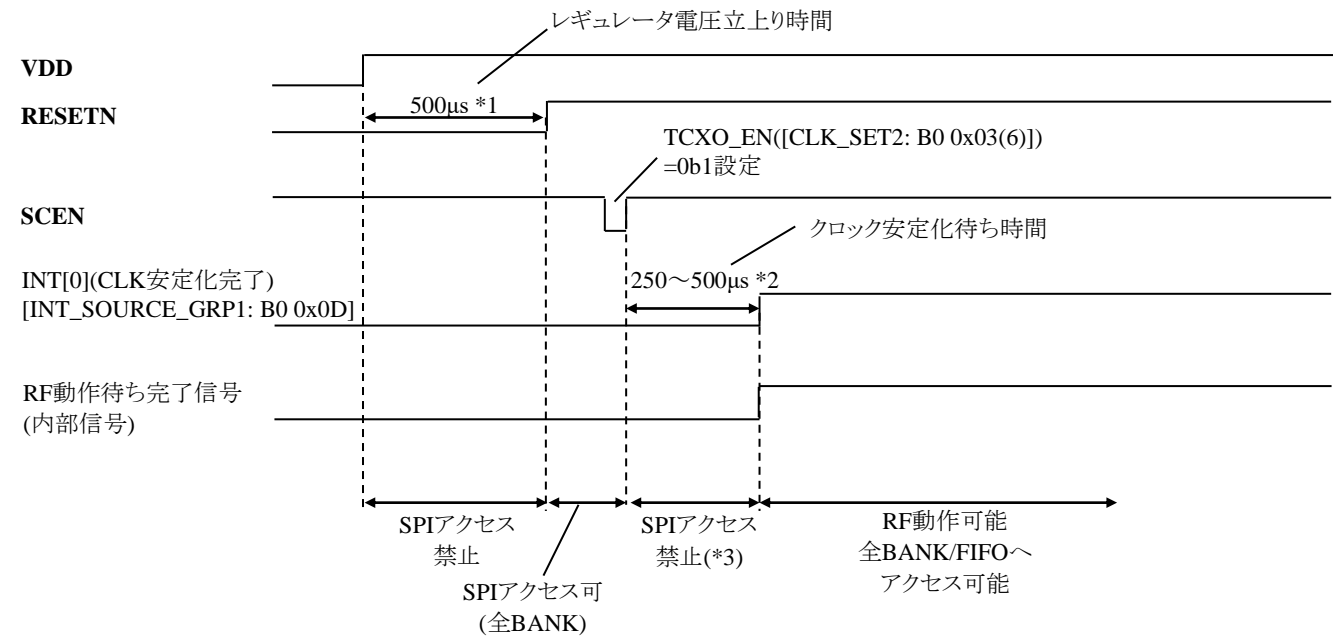 レギュレータ電圧立上り時間
VDD
500μs *1
RESETN
TCXO_EN([CLK_SET2: B0 0x03(6)])
=0b1設定
SCEN
クロック安定化待ち時間
INT[0](CLK安定化完了)
250～500μs *2
[INT_SOURCE_GRP1: B0 0x0D]
RF動作待ち完了信号
(内部信号)
SPIアクセス
禁止
SPIアクセス可
(全BANK)
SPIアクセス
禁止(*3)
RF動作可能
全BANK/FIFOへ
アクセス可能